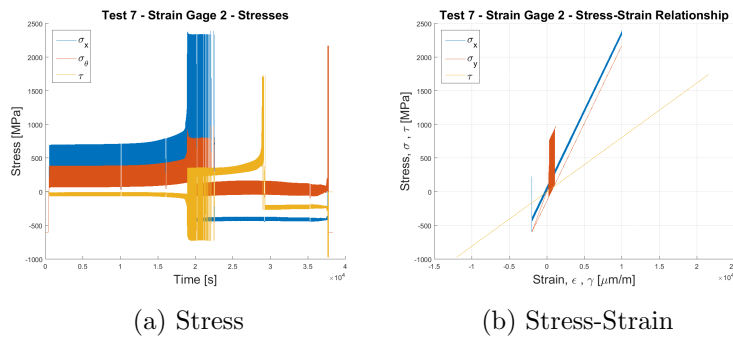 Test 7 - Strain Gage 2 - Stresses
σx
σθ
τ
Stress [MPa]
2500
2000
1500
1000
500
0
-500
-1000
0 0.5 1 1.5 2 2.5 3 3.5 4
×10⁴
Time [s]
(a) Stress
Test 7 - Strain Gage 2 - Stress-Strain Relationship
σx
σy
τ
Stress, σ , τ [MPa]
2500
2000
1500
1000
500
0
-500
-1000
-1.5 -1 -0.5 0 0.5 1 1.5 2 2.5
×10⁴
Strain, ϵ , γ [μm/m]
(b) Stress-Strain